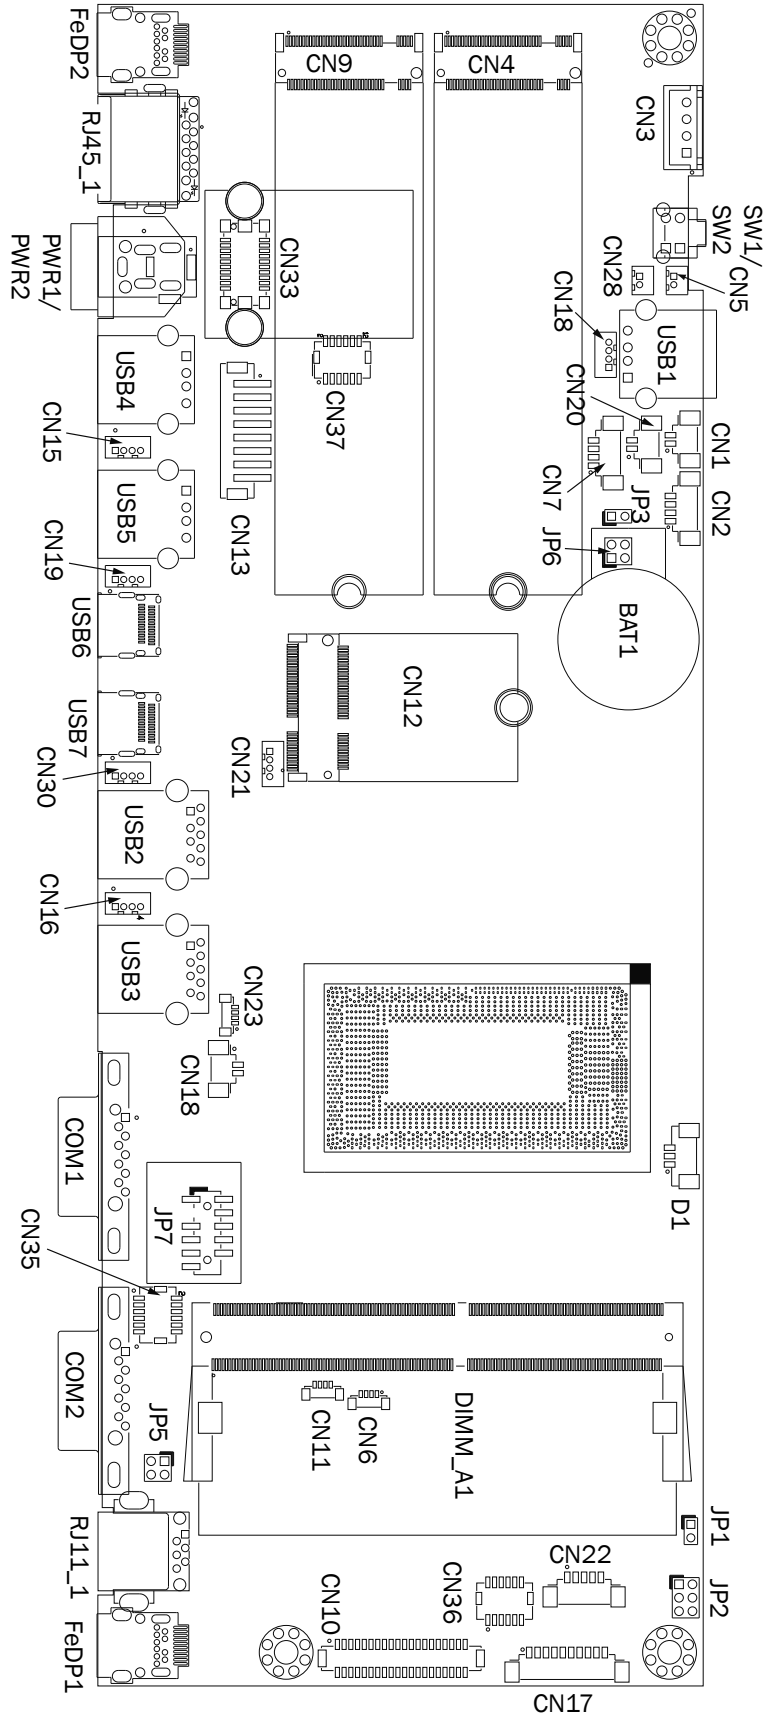 FeDP2
CN9
CN4
CN3
RJ45_1
SW1/
SW2
CN5
CN28
PWR1/
PWR2
CN33
CN18
USB1
USB4
CN37
CN20
CN15
CN1
USB5
CN13
CN7
JP3
CN2
CN19
JP6
USB6
BAT1
USB7
CN12
CN30
CN21
USB2
CN16
USB3
CN23
CN18
COM1
JP7
D1
CN35
COM2
JP5
CN11
CN6
DIMM_A1
RJ11_1
JP1
CN22
JP2
CN36
CN10
FeDP1
CN17